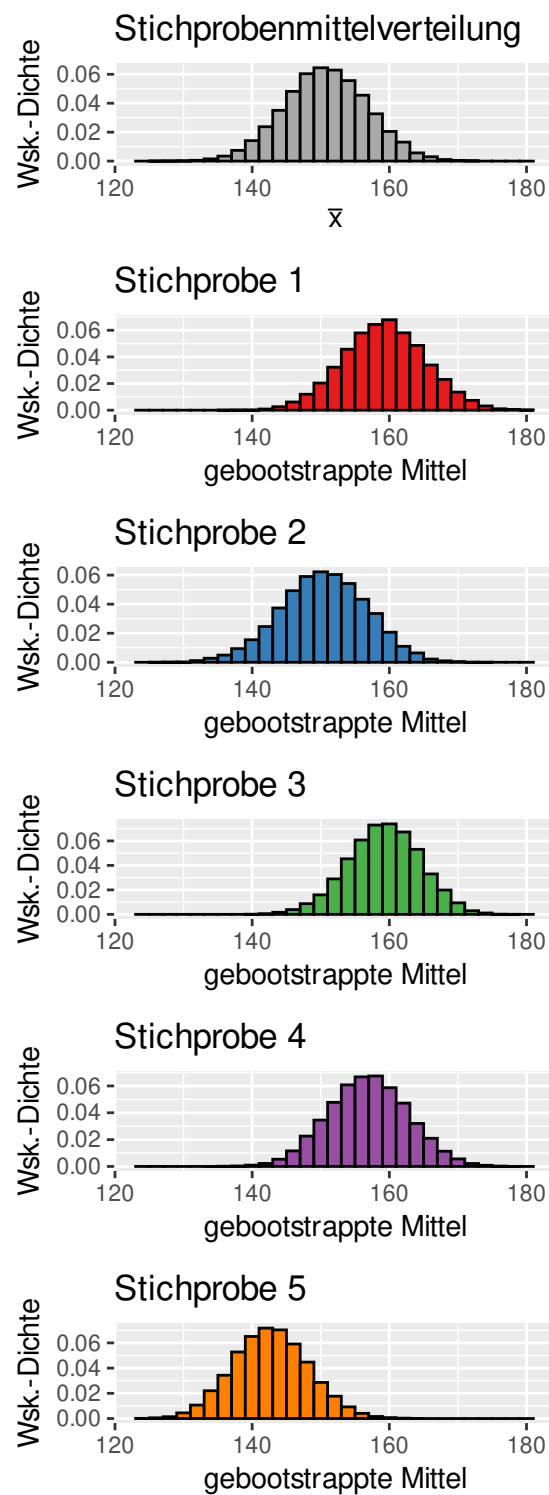 Stichprobenmittelverteilung
Wsk.-Dichte
0.06
0.04
0.02
0.00
120 140 160 180
x̅
Stichprobe 1
Wsk.-Dichte
0.06
0.04
0.02
0.00
120 140 160 180
gebootstrappte Mittel
Stichprobe 2
Wsk.-Dichte
0.06
0.04
0.02
0.00
120 140 160 180
gebootstrappte Mittel
Stichprobe 3
Wsk.-Dichte
0.06
0.04
0.02
0.00
120 140 160 180
gebootstrappte Mittel
Stichprobe 4
Wsk.-Dichte
0.06
0.04
0.02
0.00
120 140 160 180
gebootstrappte Mittel
Stichprobe 5
Wsk.-Dichte
0.06
0.04
0.02
0.00
120 140 160 180
gebootstrappte Mittel